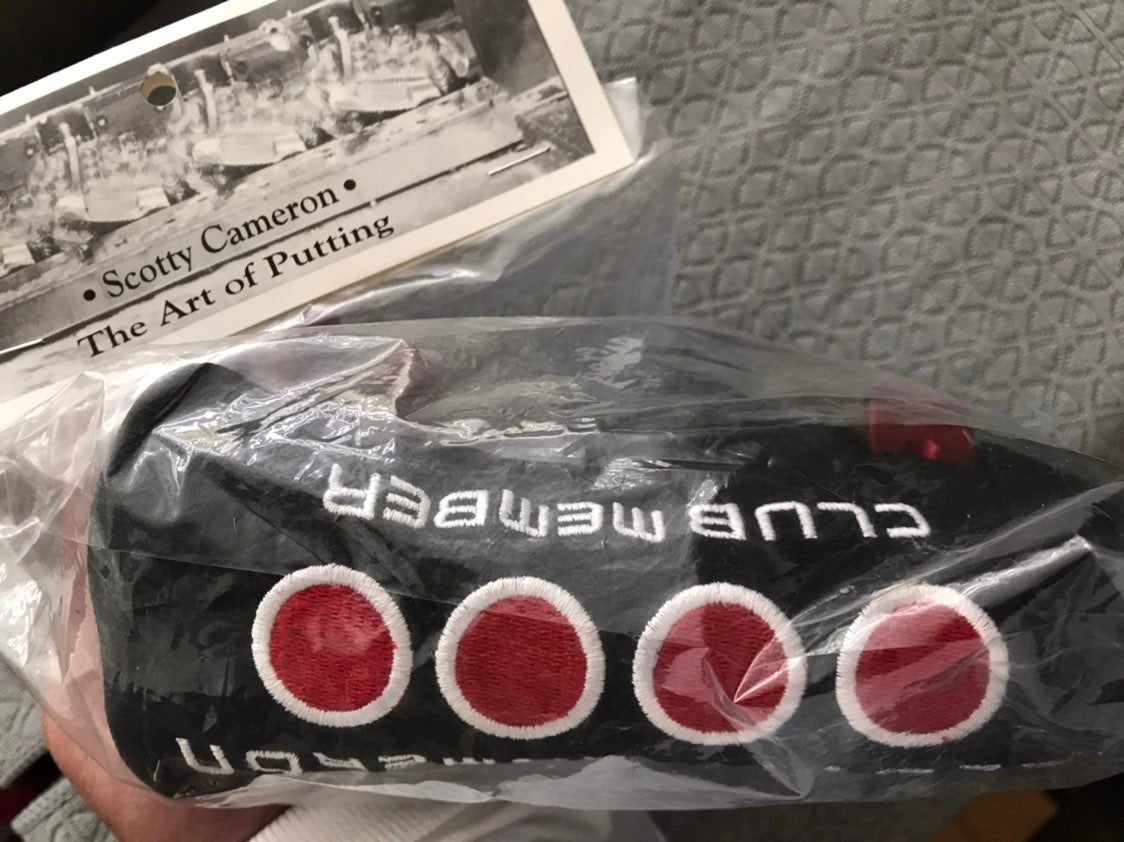 • Scotty Cameron •
The Art of Putting
CLUB MEMBER